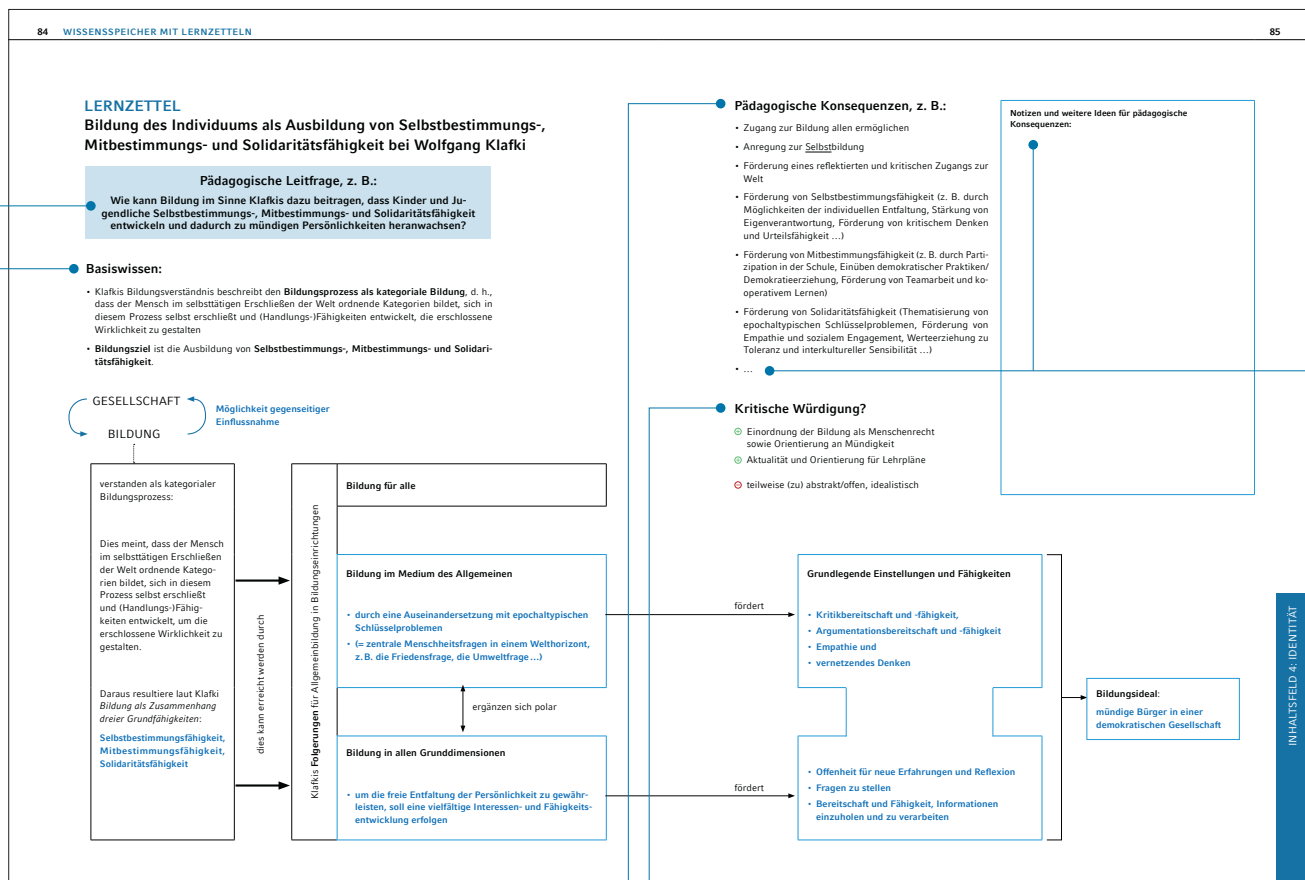 84 WISSENSSPEICHER MIT LERNZETTELN
85
LERNZETTEL
Bildung des Individuums als Ausbildung von Selbstbestimmungs-,
Mitbestimmungs- und Solidaritätsfähigkeit bei Wolfgang Klafki
Pädagogische Leitfrage, z. B.:
Wie kann Bildung im Sinne Klafkis dazu beitragen, dass Kinder und Ju-
gendliche Selbstbestimmungs-, Mitbestimmungs- und Solidaritätsfähigkeit
entwickeln und dadurch zu mündigen Persönlichkeiten heranwachsen?
Basiswissen:
• Klafkis Bildungsverständnis beschreibt den Bildungsprozess als kategoriale Bildung, d. h.,
dass der Mensch im selbsttätigen Erschließen der Welt ordnende Kategorien bildet, sich in
diesem Prozess selbst erschließt und (Handlungs-)Fähigkeiten entwickelt, die erschlossene
Wirklichkeit zu gestalten
• Bildungsziel ist die Ausbildung von Selbstbestimmungs-, Mitbestimmungs- und Solidari-
tätsfähigkeit.
GESELLSCHAFT
BILDUNG
Möglichkeit gegenseitiger
Einflussnahme
verstanden als kategorialer
Bildungsprozess:
Dies meint, dass der Mensch
im selbsttätigen Erschließen
der Welt ordnende Katego-
rien bildet, sich in diesem
Prozess selbst erschließt
und (Handlungs-)Fähig-
keiten entwickelt, um die
erschlossene Wirklichkeit zu
gestalten.
Daraus resultiere laut Klafki
Bildung als Zusammenhang
dreier Grundfähigkeiten:
Selbstbestimmungsfähigkeit,
Mitbestimmungsfähigkeit,
Solidaritätsfähigkeit
dies kann erreicht werden durch
Klafkis Folgerungen für Allgemeinbildung in Bildungseinrichtungen
Bildung für alle
Bildung im Medium des Allgemeinen
• durch eine Auseinandersetzung mit epochaltypischen
Schlüsselproblemen
• (= zentrale Menschheitsfragen in einem Welthorizont,
z. B. die Friedensfrage, die Umweltfrage ...)
ergänzen sich polar
Bildung in allen Grunddimensionen
• um die freie Entfaltung der Persönlichkeit zu gewähr-
leisten, soll eine vielfältige Interessen- und Fähigkeits-
entwicklung erfolgen
Pädagogische Konsequenzen, z. B.:
• Zugang zur Bildung allen ermöglichen
• Anregung zur Selbstbildung
• Förderung eines reflektierten und kritischen Zugangs zur
Welt
• Förderung von Selbstbestimmungsfähigkeit (z. B. durch
Möglichkeiten der individuellen Entfaltung, Stärkung von
Eigenverantwortung, Förderung von kritischem Denken
und Urteilsfähigkeit ...)
• Förderung von Mitbestimmungsfähigkeit (z. B. durch Parti-
zipation in der Schule, Einüben demokratischer Praktiken/
Demokratieerziehung, Förderung von Teamarbeit und ko-
operativem Lernen)
• Förderung von Solidaritätsfähigkeit (Thematisierung von
epochaltypischen Schlüsselproblemen, Förderung von
Empathie und sozialem Engagement, Werteerziehung zu
Toleranz und interkultureller Sensibilität ...)
• ...
Notizen und weitere Ideen für pädagogische
Konsequenzen:
Kritische Würdigung?
⊕ Einordnung der Bildung als Menschenrecht
sowie Orientierung an Mündigkeit
⊕ Aktualität und Orientierung für Lehrpläne
⊖ teilweise (zu) abstrakt/offen, idealistisch
fördert
Grundlegende Einstellungen und Fähigkeiten
• Kritikbereitschaft und -fähigkeit,
• Argumentationsbereitschaft und -fähigkeit
• Empathie und
• vernetzendes Denken
fördert
• Offenheit für neue Erfahrungen und Reflexion
• Fragen zu stellen
• Bereitschaft und Fähigkeit, Informationen
einzuholen und zu verarbeiten
Bildungsideal:
mündige Bürger in einer
demokratischen Gesellschaft
INHALTSFELD 4: IDENTITÄT